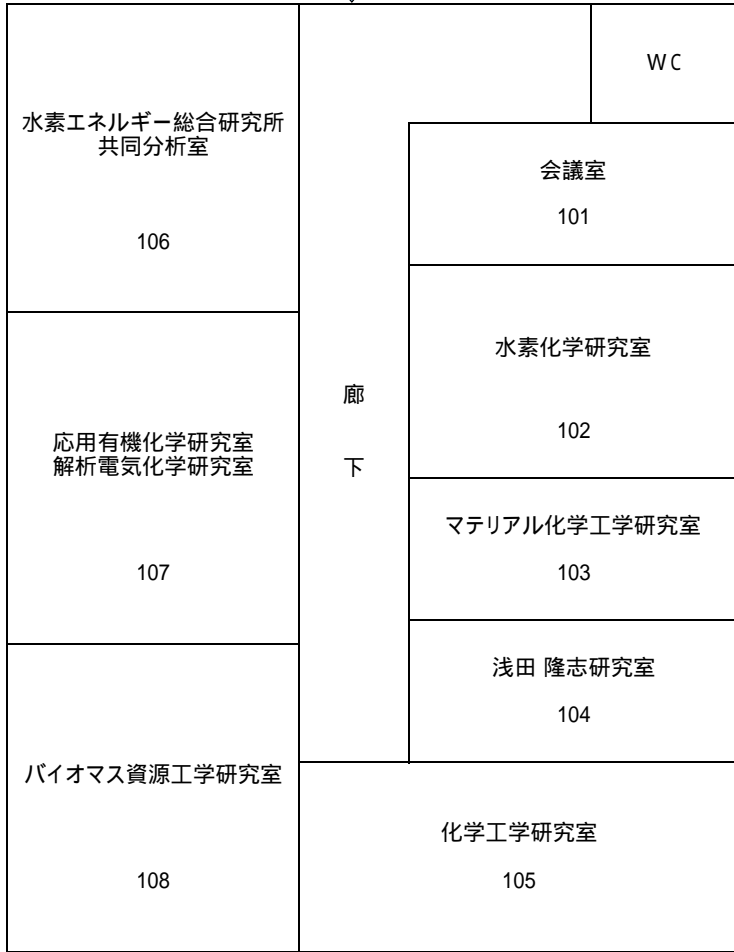 WC
水素エネルギー総合研究所
共同分析室
106
会議室
101
水素化学研究室
102
廊
下
応用有機化学研究室
解析電気化学研究室
107
マテリアル化学工学研究室
103
浅田 隆志研究室
104
バイオマス資源工学研究室
108
化学工学研究室
105